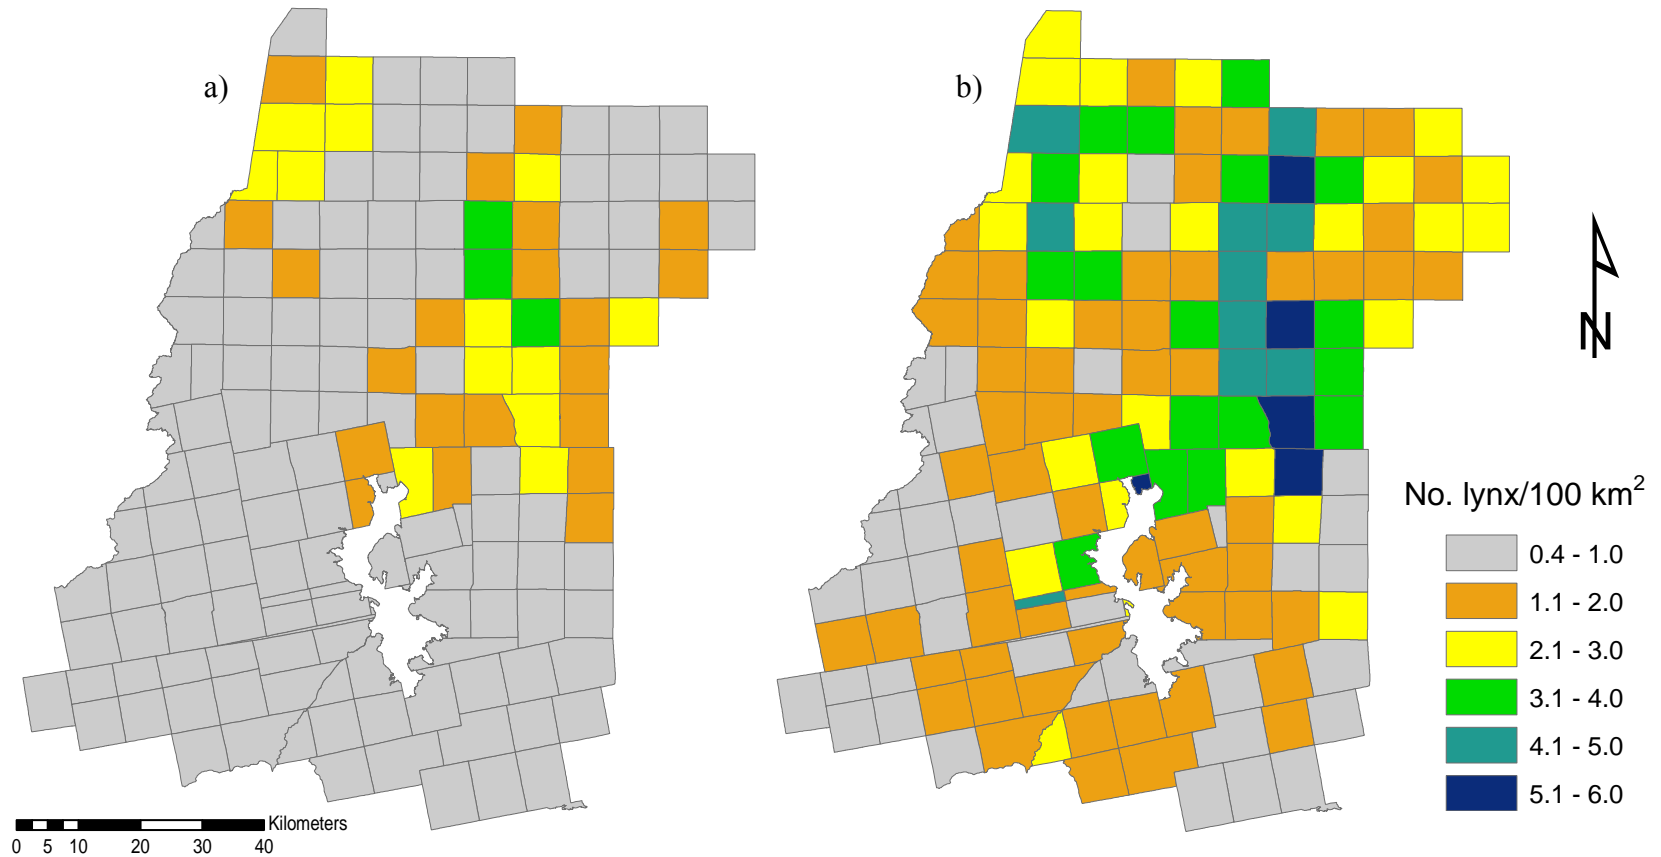 a)
b)
N
No. lynx/100 km²
0.4 - 1.0
1.1 - 2.0
2.1 - 3.0
3.1 - 4.0
4.1 - 5.0
5.1 - 6.0
Kilometers
0 5 10 20 30 40